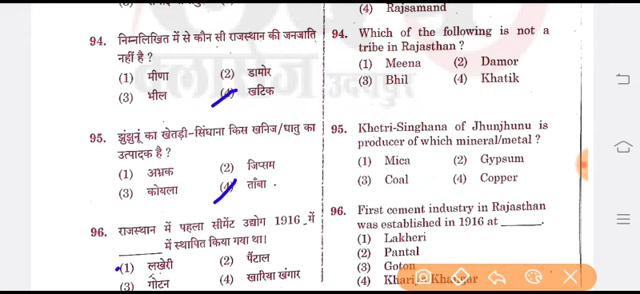 (4) Rajsamand
94. निम्नलिखित में से कौन सी राजस्थान की जनजाति
नहीं है ?
(1) मीणा (2) डामोर
(3) भील (4) खटिक
95. झुंझुनूं का खेतड़ी-सिंघाना किस खनिज/धातु का
उत्पादक है ?
(1) अभ्रक (2) जिप्सम
(3) कोयला (4) ताँबा .
96. राजस्थान में पहला सीमेंट उद्योग 1916 में
_______ में स्थापित किया गया था।
(1) लखेरी (2) पैंटाल
(3) गोटन (4) खारिया खंगार
94. Which of the following is not a
tribe in Rajasthan ?
(1) Meena (2) Damor
(3) Bhil (4) Khatik
95. Khetri-Singhana of Jhunjhunu is
producer of which mineral/metal ?
(1) Mica (2) Gypsum
(3) Coal (4) Copper
96. First cement industry in Rajasthan
was established in 1916 at _______.
(1) Lakheri
(2) Pantal
(3) Goton
(4)